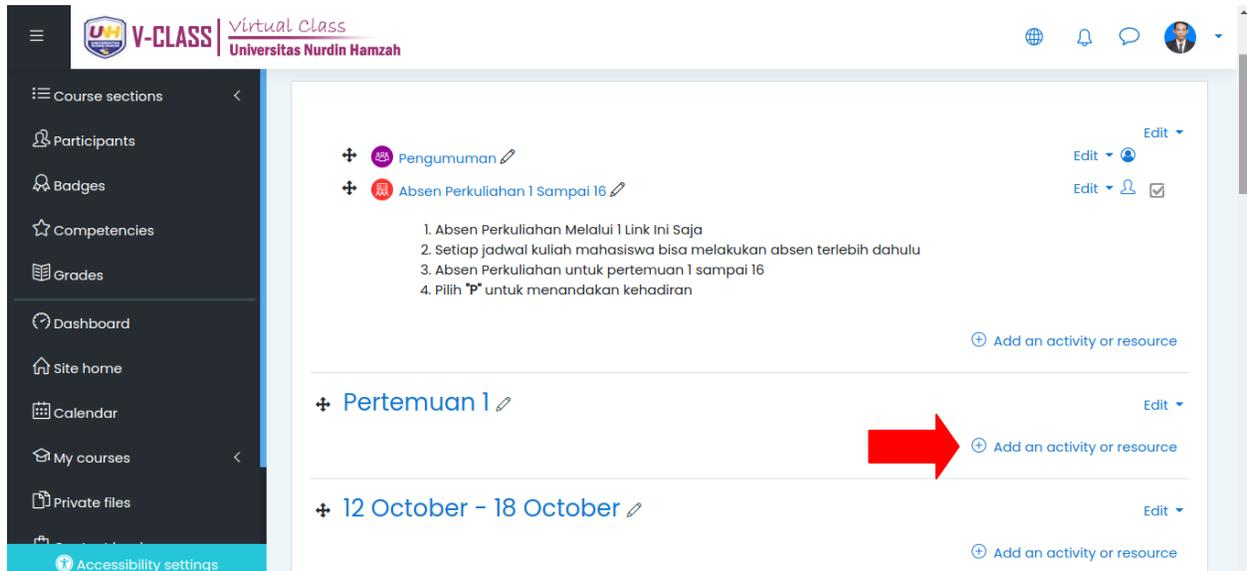 V-CLASS
Virtual Class
Universitas Nurdin Hamzah
Course sections
Participants
Badges
Competencies
Grades
Dashboard
Site home
Calendar
My courses
Private files
Accessibility settings
Edit
Pengumuman
Edit
Absen Perkuliahan 1 Sampai 16
Edit
1. Absen Perkuliahan Melalui 1 Link Ini Saja
2. Setiap jadwal kuliah mahasiswa bisa melakukan absen terlebih dahulu
3. Absen Perkuliahan untuk pertemuan 1 sampai 16
4. Pilih "P" untuk menandakan kehadiran
Add an activity or resource
Pertemuan 1
Edit
Add an activity or resource
12 October - 18 October
Edit
Add an activity or resource